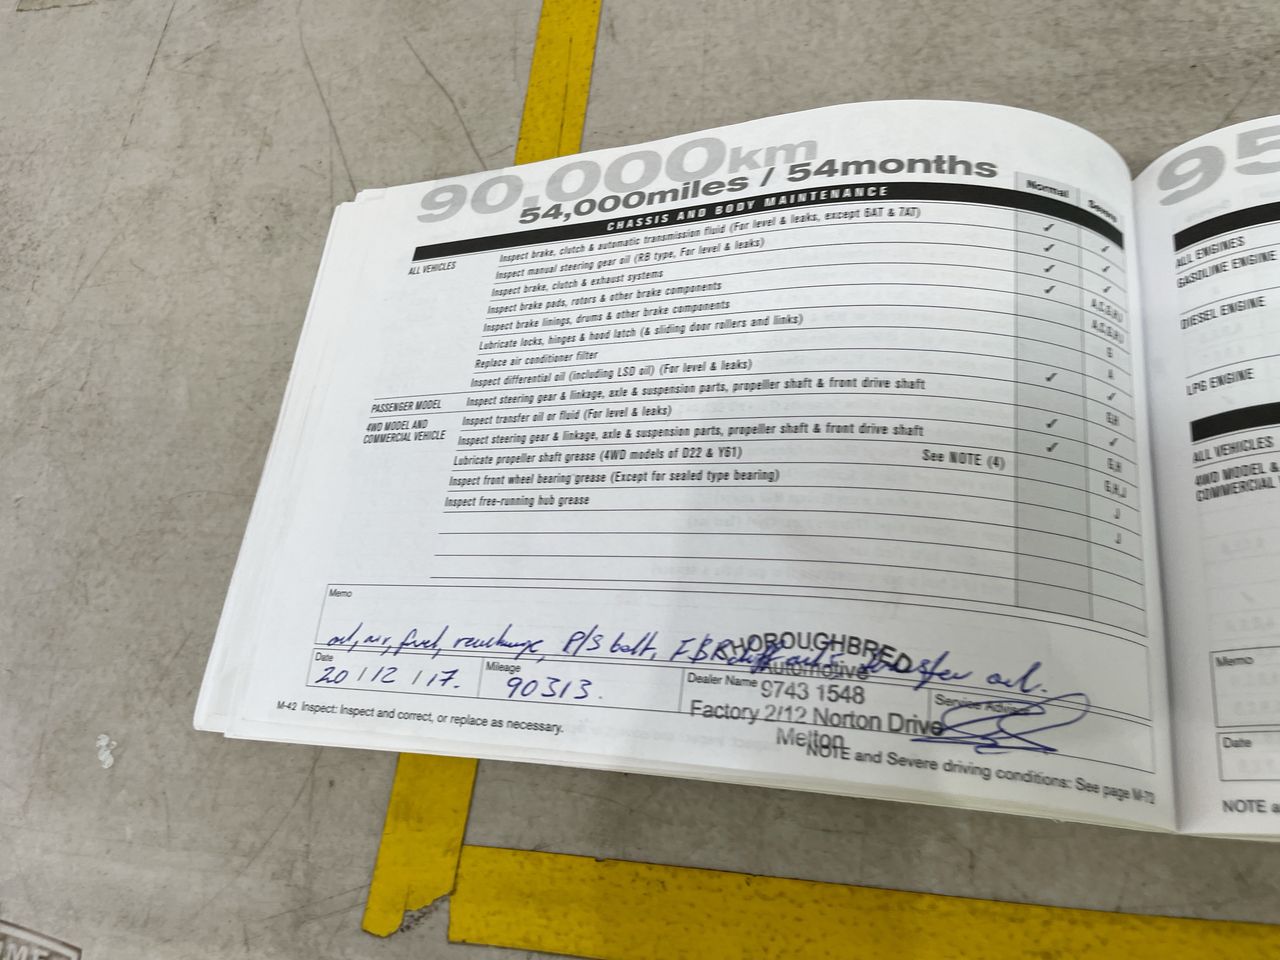 90,000km
54,000miles / 54months
CHASSIS AND BODY MAINTENANCE
Normal Severe
ALL VEHICLES
Inspect brake, clutch & automatic transmission fluid (For level & leaks, except 6AT & 7AT) ✓ ✓
Inspect manual steering gear oil (RB type, For level & leaks) ✓ ✓
Inspect brake, clutch & exhaust systems ✓ ✓
Inspect brake pads, rotors & other brake components ✓ A,C,G,H,I
Inspect brake linings, drums & other brake components A,C,G,H,I
Lubricate locks, hinges & hood latch (& sliding door rollers and links) G
Replace air conditioner filter A
Inspect differential oil (including LSD oil) (For level & leaks) ✓ ✓
PASSENGER MODEL Inspect steering gear & linkage, axle & suspension parts, propeller shaft & front drive shaft G,H
4WD MODEL AND COMMERCIAL VEHICLE
Inspect transfer oil or fluid (For level & leaks) ✓ ✓
Inspect steering gear & linkage, axle & suspension parts, propeller shaft & front drive shaft ✓ G,H
Lubricate propeller shaft grease (4WD models of D22 & Y61) See NOTE (4) G,H,J
Inspect front wheel bearing grease (Except for sealed type bearing) J
Inspect free-running hub grease J
Memo
oil, air, fuel, recharge, P/S belt, F&R diff oils transfer oil.
Date 20/12/17.
Mileage 90313.
Dealer Name
Service Advisor
THOROUGHBRED
Automotive
9743 1548
Factory 2/12 Norton Drive
Melton
M-42 Inspect: Inspect and correct, or replace as necessary.
NOTE and Severe driving conditions: See page M-72
95
ALL ENGINES
GASOLINE ENGINE
DIESEL ENGINE
LPG ENGINE
ALL VEHICLES
4WD MODEL &
COMMERCIAL
Memo
Date
NOTE